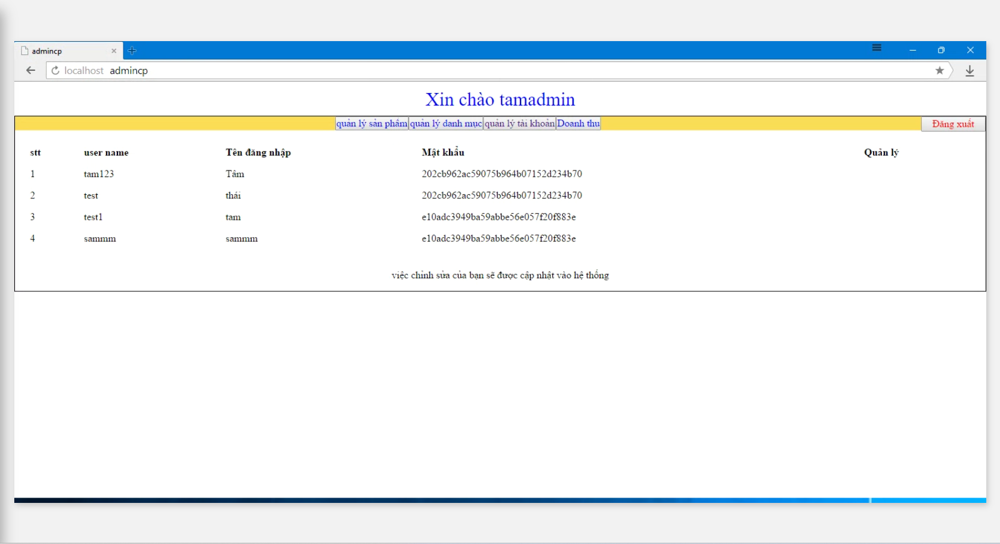 admincp
localhost admincp
Xin chào tamadmin
quản lý sản phẩm quản lý danh mục quản lý tài khoản Doanh thu Đăng xuất
stt user name Tên đăng nhập Mật khẩu Quản lý
1 tam123 Tâm 202cb962ac59075b964b07152d234b70
2 test thái 202cb962ac59075b964b07152d234b70
3 test1 tam e10adc3949ba59abbe56e057f20f883e
4 sammm sammm e10adc3949ba59abbe56e057f20f883e
việc chỉnh sửa của bạn sẽ được cập nhật vào hệ thống